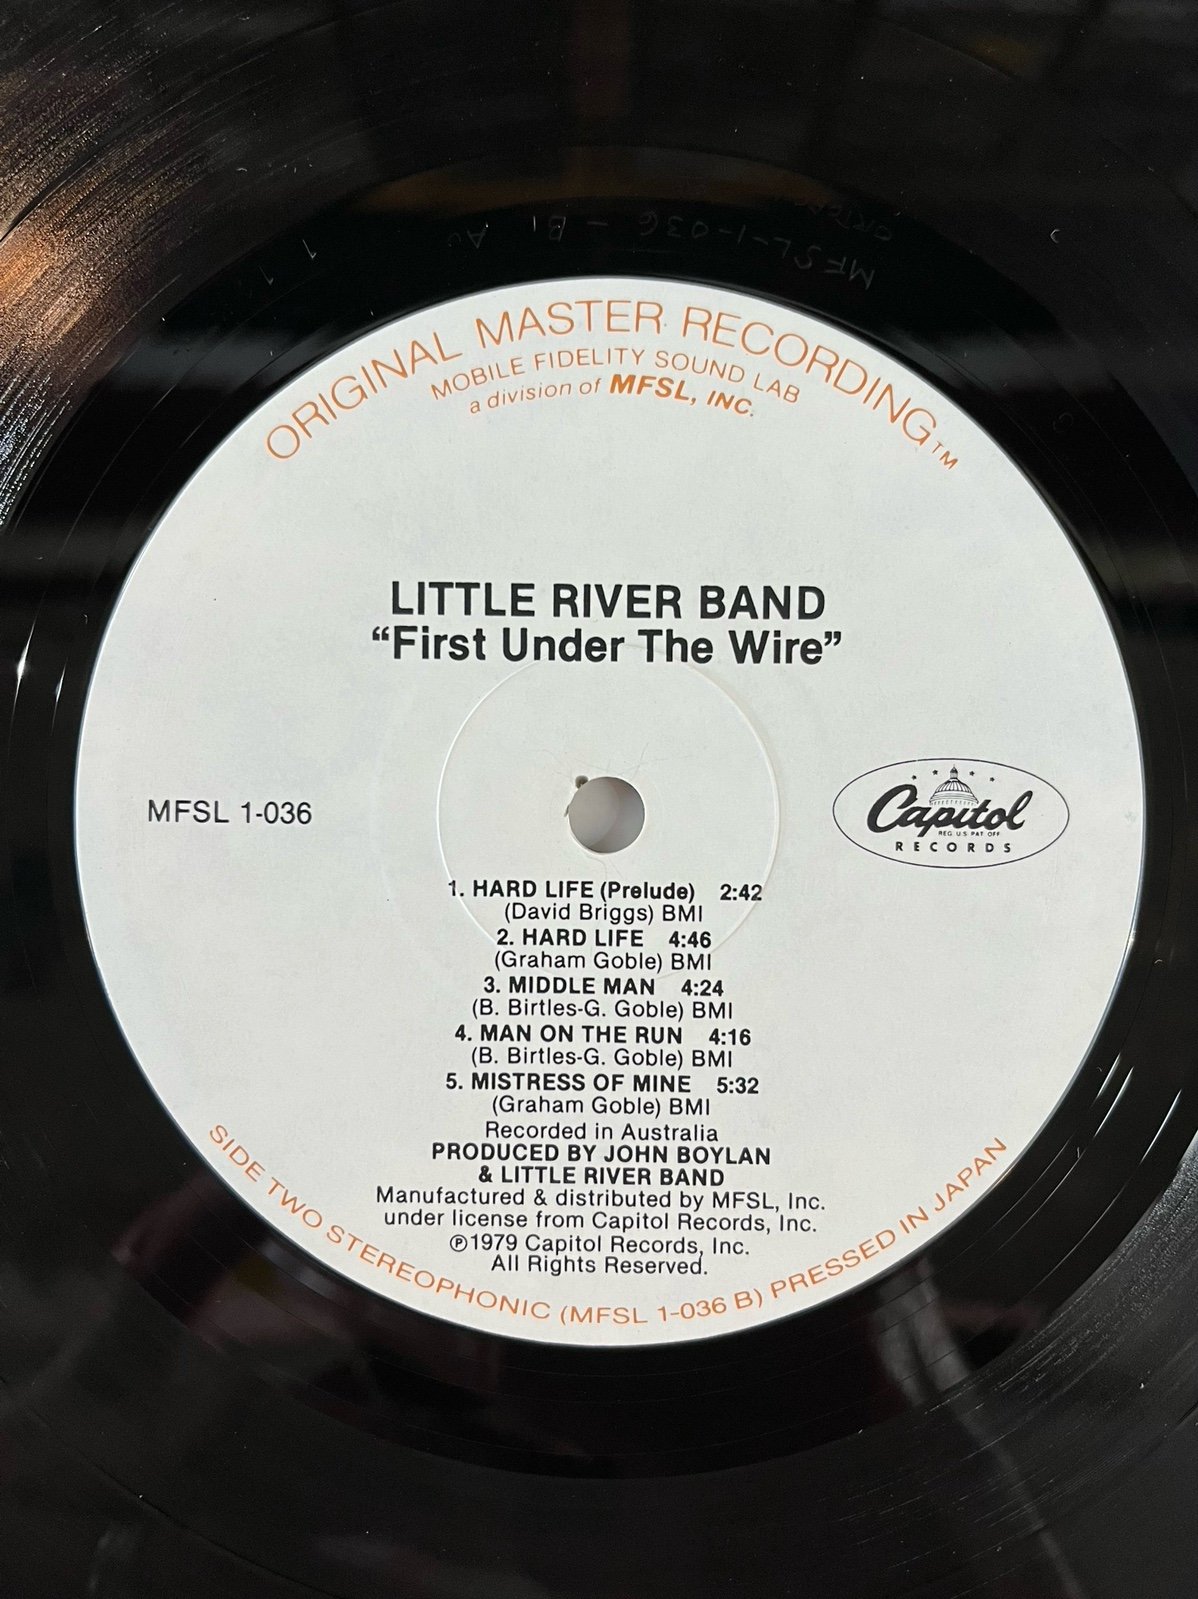 MFSL-1-036 - B1
ORIGINAL MASTER RECORDING™
MOBILE FIDELITY SOUND LAB
a division of MFSL, INC.
LITTLE RIVER BAND
“First Under The Wire”
MFSL 1-036
Capitol
REG. U.S. PAT. OFF.
RECORDS
1. HARD LIFE (Prelude) 2:42
(David Briggs) BMI
2. HARD LIFE 4:46
(Graham Goble) BMI
3. MIDDLE MAN 4:24
(B. Birtles-G. Goble) BMI
4. MAN ON THE RUN 4:16
(B. Birtles-G. Goble) BMI
5. MISTRESS OF MINE 5:32
(Graham Goble) BMI
Recorded in Australia
PRODUCED BY JOHN BOYLAN
& LITTLE RIVER BAND
Manufactured & distributed by MFSL, Inc.
under license from Capitol Records, Inc.
℗1979 Capitol Records, Inc.
All Rights Reserved.
SIDE TWO STEREOPHONIC (MFSL 1-036 B) PRESSED IN JAPAN